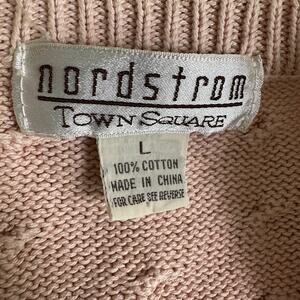 nordstrom
TOWN SQUARE
L
100% COTTON
MADE IN CHINA
FOR CARE SEE REVERSE